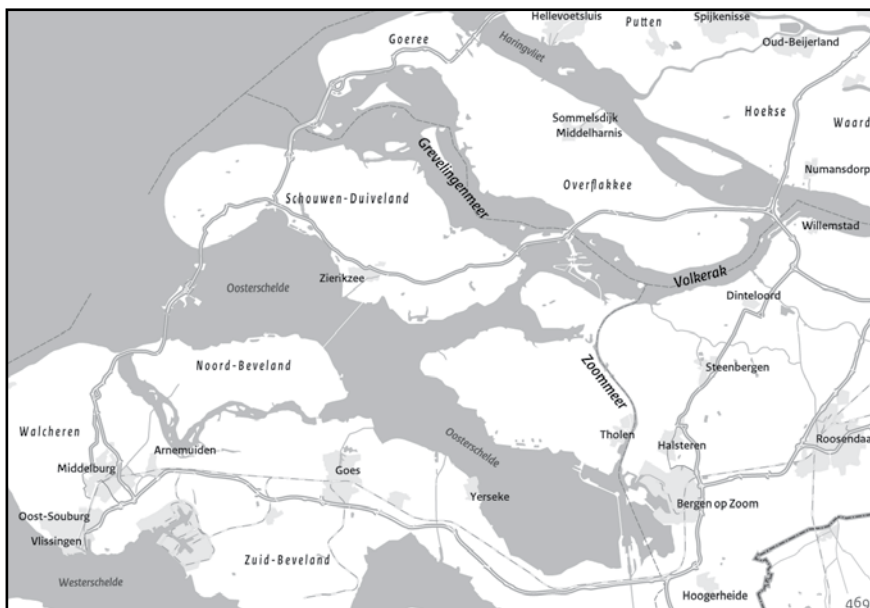 Hellevoetsluis
Putten
Spijkenisse
Goeree
Haringvliet
Oud-Beijerland
Hoekse
Waard
Sommelsdijk
Middelharnis
Grevelingenmeer
Numansdorp
Overflakkee
Schouwen-Duiveland
Willemstad
Volkerak
Zierikzee
Oosterschelde
Dinteloord
Noord-Beveland
Zoommeer
Steenbergen
Walcheren
Tholen
Halsteren
Roosendaa
Arnemuiden
Oosterschelde
Middelburg
Goes
Yerseke
Bergen op Zoom
Oost-Souburg
Vlissingen
Zuid-Beveland
Westerschelde
Hoogerheide
469